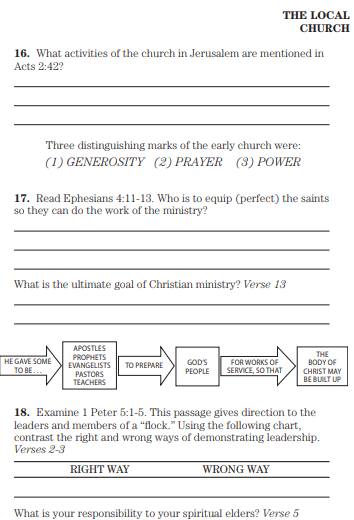 THE LOCAL
CHURCH
16. What activities of the church in Jerusalem are mentioned in
Acts 2:42?
Three distinguishing marks of the early church were:
(1) GENEROSITY (2) PRAYER (3) POWER
17. Read Ephesians 4:11-13. Who is to equip (perfect) the saints
so they can do the work of the ministry?
What is the ultimate goal of Christian ministry? Verse 13
HE GAVE SOME
TO BE...
APOSTLES
PROPHETS
EVANGELISTS
PASTORS
TEACHERS
TO PREPARE
GOD'S
PEOPLE
FOR WORKS OF
SERVICE, SO THAT
THE
BODY OF
CHRIST MAY
BE BUILT UP
18. Examine 1 Peter 5:1-5. This passage gives direction to the
leaders and members of a “flock.” Using the following chart,
contrast the right and wrong ways of demonstrating leadership.
Verses 2-3
RIGHT WAY WRONG WAY
What is your responsibility to your spiritual elders? Verse 5